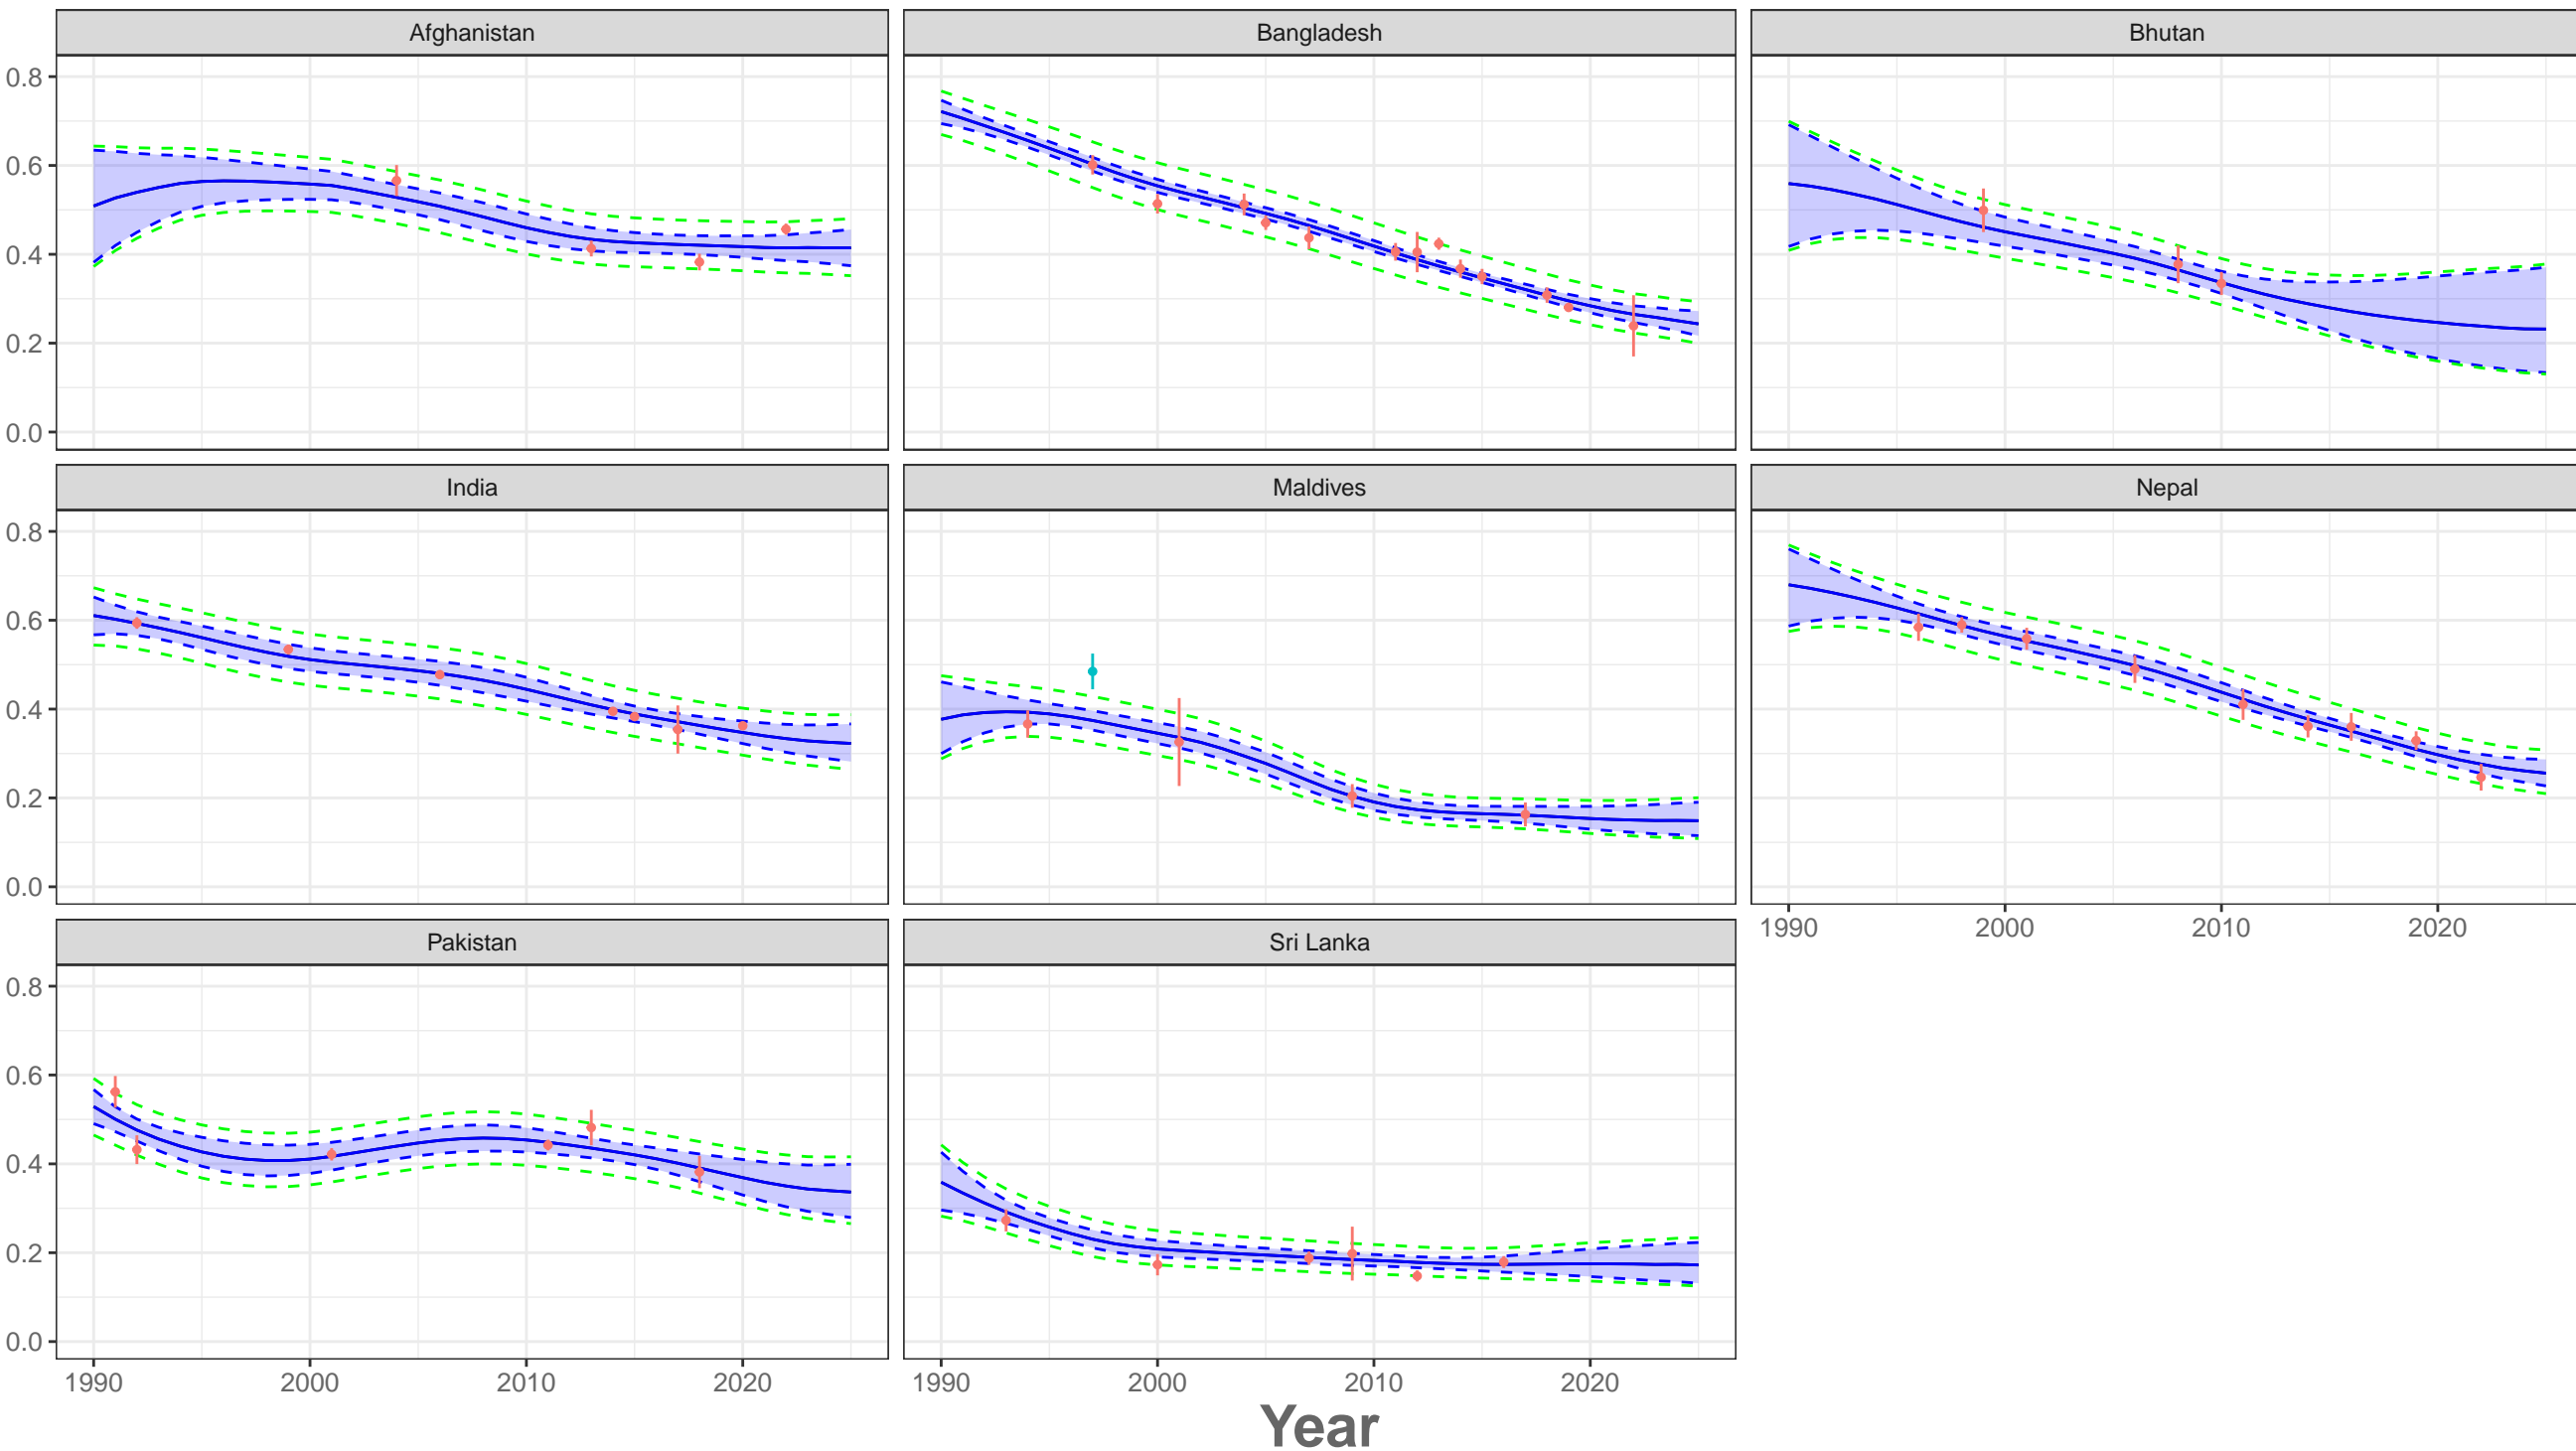 Afghanistan Bangladesh Bhutan
0.8
0.6
0.4
0.2
0.0
India Maldives Nepal
0.8
0.6
0.4
0.2
0.0
1990 2000 2010 2020
Pakistan Sri Lanka
0.8
0.6
0.4
0.2
0.0
1990 2000 2010 2020 1990 2000 2010 2020
Year